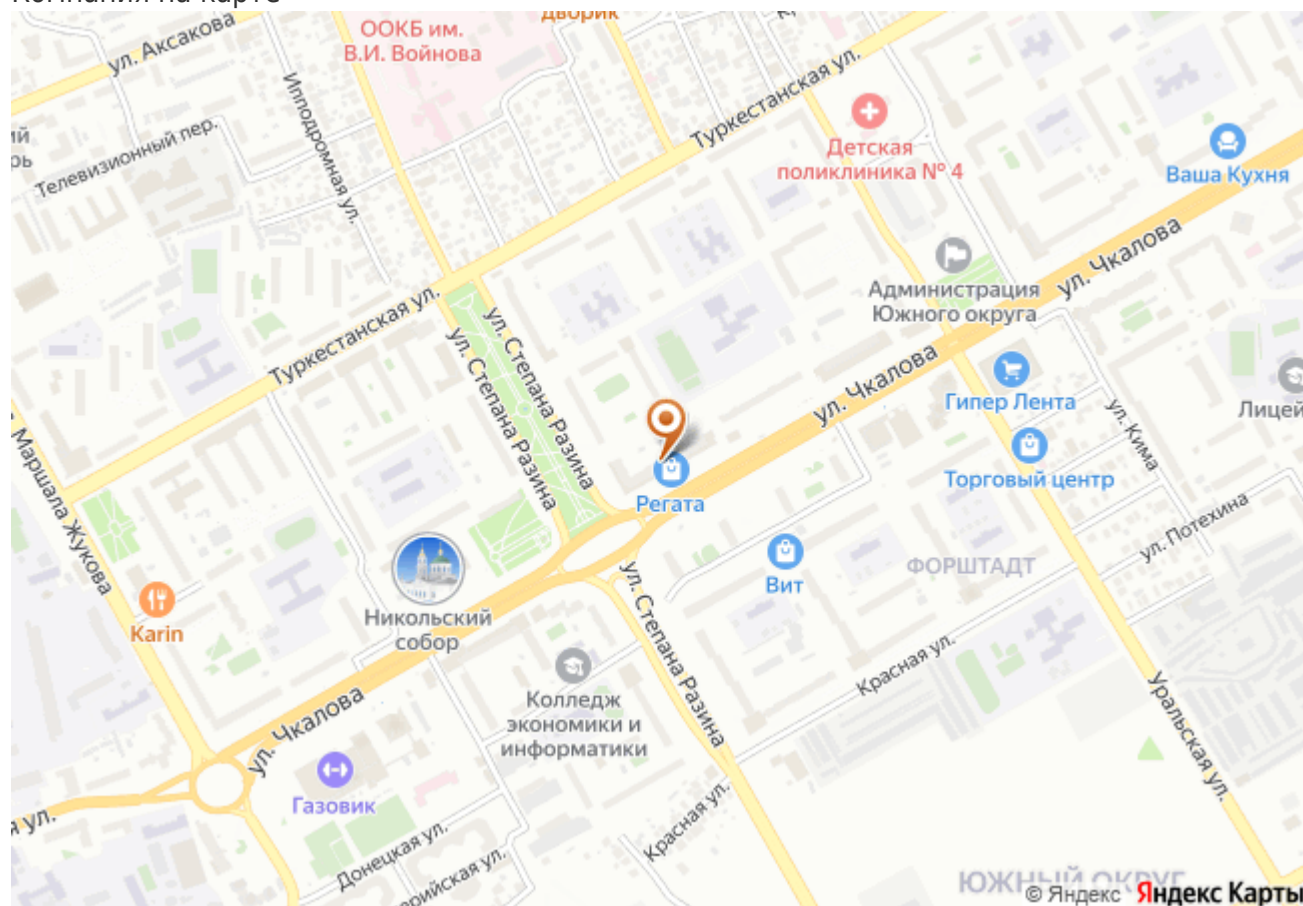 Компания на карте
ООКБ им.
В.И. Войнова
дворик
ул. Аксакова
Ипподромная ул.
Телевизионный пер.
Туркестанская ул.
Детская
поликлиника № 4
Ваша Кухня
Администрация
Южного округа
ул. Чкалова
Туркестанская ул.
ул. Степана Разина
ул. Степана Разина
ул. Чкалова
Гипер Лента
Лицей
ул. Кима
Торговый центр
Маршала Жукова
Регата
ул. Потехина
Вит
ФОРШТАДТ
Karin
Никольский
собор
ул. Степана Разина
Красная ул.
Колледж
экономики и
информатики
ул. Чкалова
Уральская ул.
Газовик
Красная ул.
Донецкая ул.
ЮЖНЫЙ ОКРУГ
© Яндекс Яндекс Карты